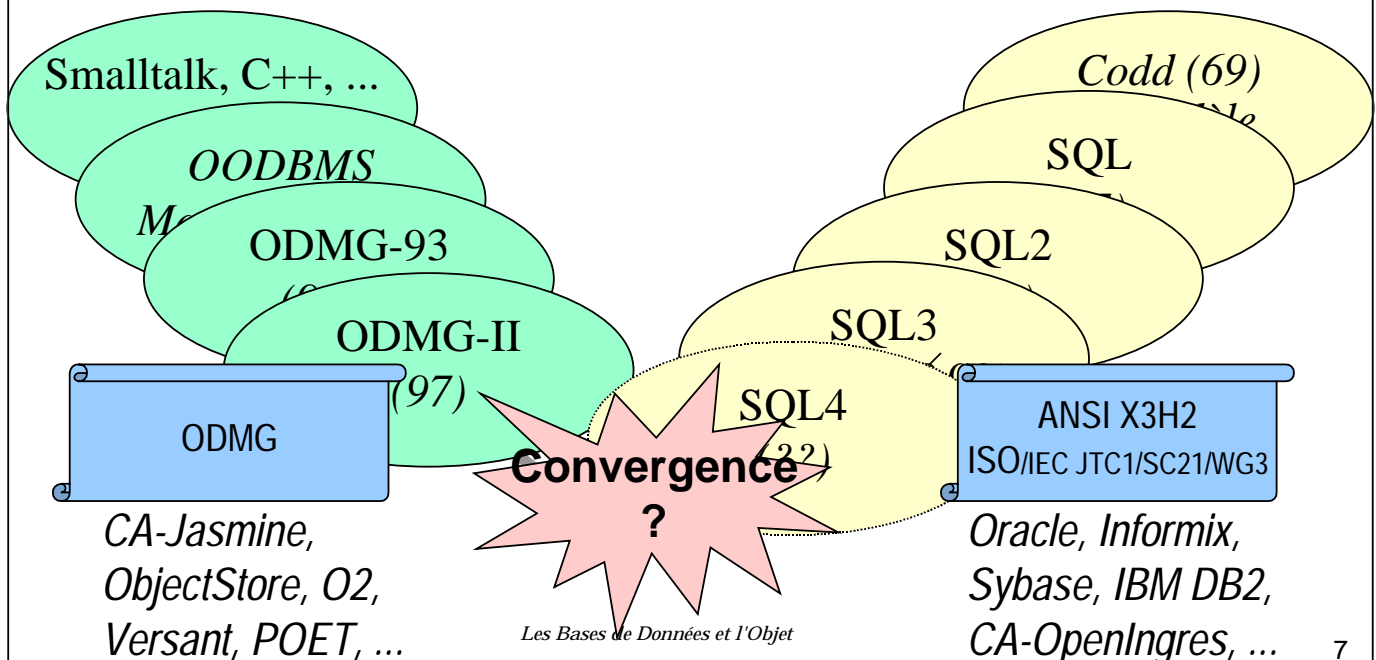 Smalltalk, C++, ...
OODBMS
ODMG-93
ODMG-II
(97)
ODMG
CA-Jasmine,
ObjectStore, O2,
Versant, POET, ...
Codd (69)
SQL
SQL2
SQL3
SQL4
ANSI X3H2
ISO/IEC JTC1/SC21/WG3
Oracle, Informix,
Sybase, IBM DB2,
CA-OpenIngres, ...
Convergence
?
Les Bases de Données et l'Objet
7